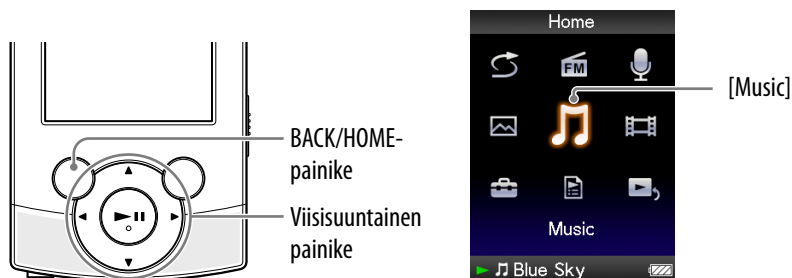 BACK/HOME-
painike
Viisisuuntainen
painike
Home
FM
[Music]
Music
Blue Sky